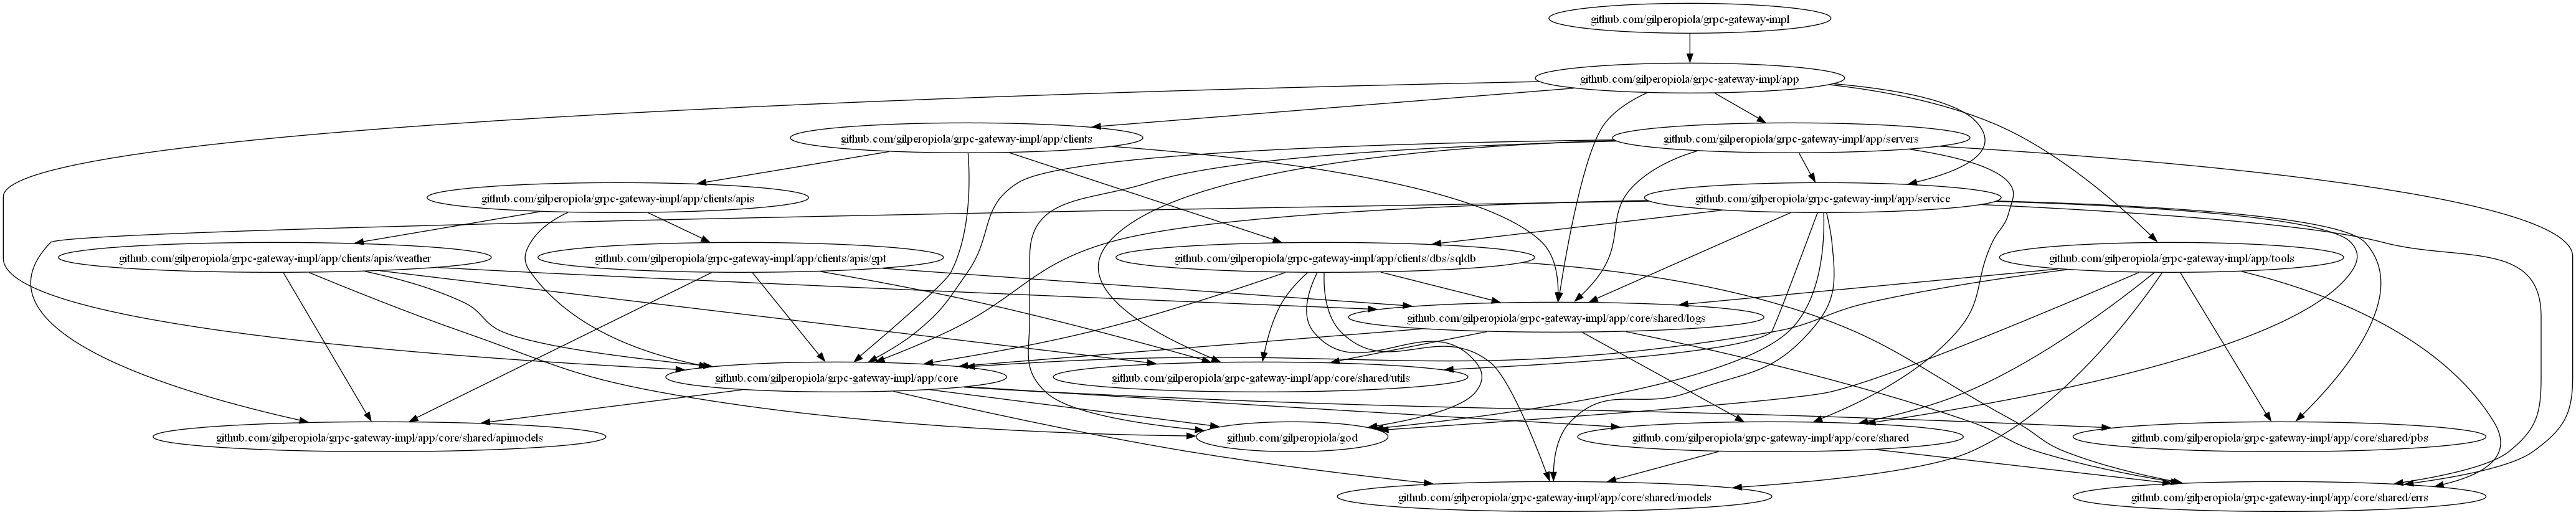 github.com/gilperopiola/grpc-gateway-impl
github.com/gilperopiola/grpc-gateway-impl/app
github.com/gilperopiola/grpc-gateway-impl/app/clients
github.com/gilperopiola/grpc-gateway-impl/app/servers
github.com/gilperopiola/grpc-gateway-impl/app/clients/apis
github.com/gilperopiola/grpc-gateway-impl/app/service
github.com/gilperopiola/grpc-gateway-impl/app/clients/apis/weather
github.com/gilperopiola/grpc-gateway-impl/app/clients/apis/gpt
github.com/gilperopiola/grpc-gateway-impl/app/clients/dbs/sqldb
github.com/gilperopiola/grpc-gateway-impl/app/tools
github.com/gilperopiola/grpc-gateway-impl/app/core/shared/logs
github.com/gilperopiola/grpc-gateway-impl/app/core
github.com/gilperopiola/grpc-gateway-impl/app/core/shared/utils
github.com/gilperopiola/grpc-gateway-impl/app/core/shared/apimodels
github.com/gilperopiola/god
github.com/gilperopiola/grpc-gateway-impl/app/core/shared
github.com/gilperopiola/grpc-gateway-impl/app/core/shared/pbs
github.com/gilperopiola/grpc-gateway-impl/app/core/shared/models
github.com/gilperopiola/grpc-gateway-impl/app/core/shared/errs